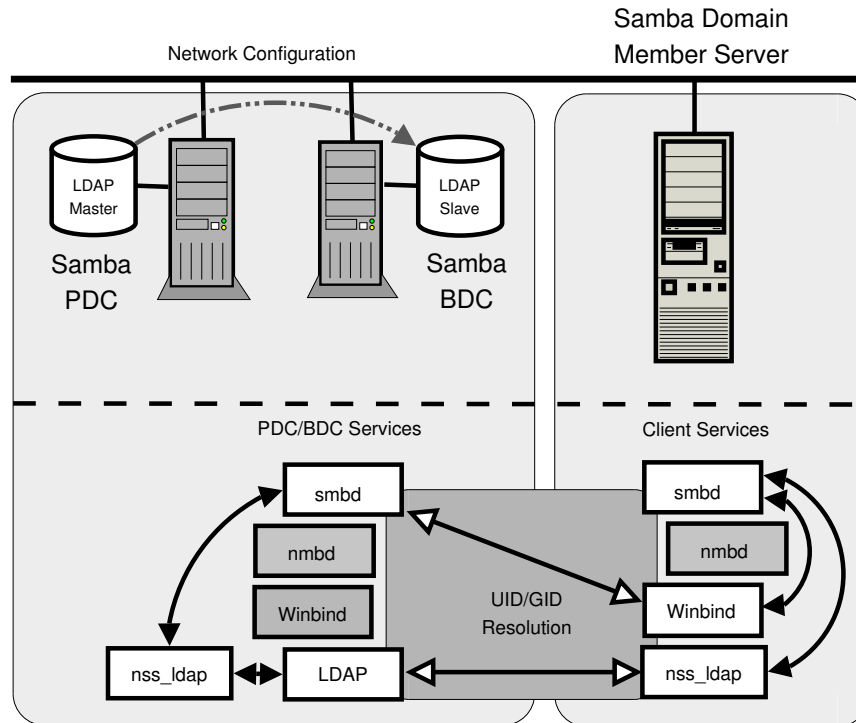 Samba Domain
Member Server
Network Configuration
LDAP
Master
LDAP
Slave
Samba
PDC
Samba
BDC
PDC/BDC Services
Client Services
smbd
smbd
nmbd
nmbd
Winbind
UID/GID
Resolution
Winbind
nss_ldap
LDAP
nss_ldap